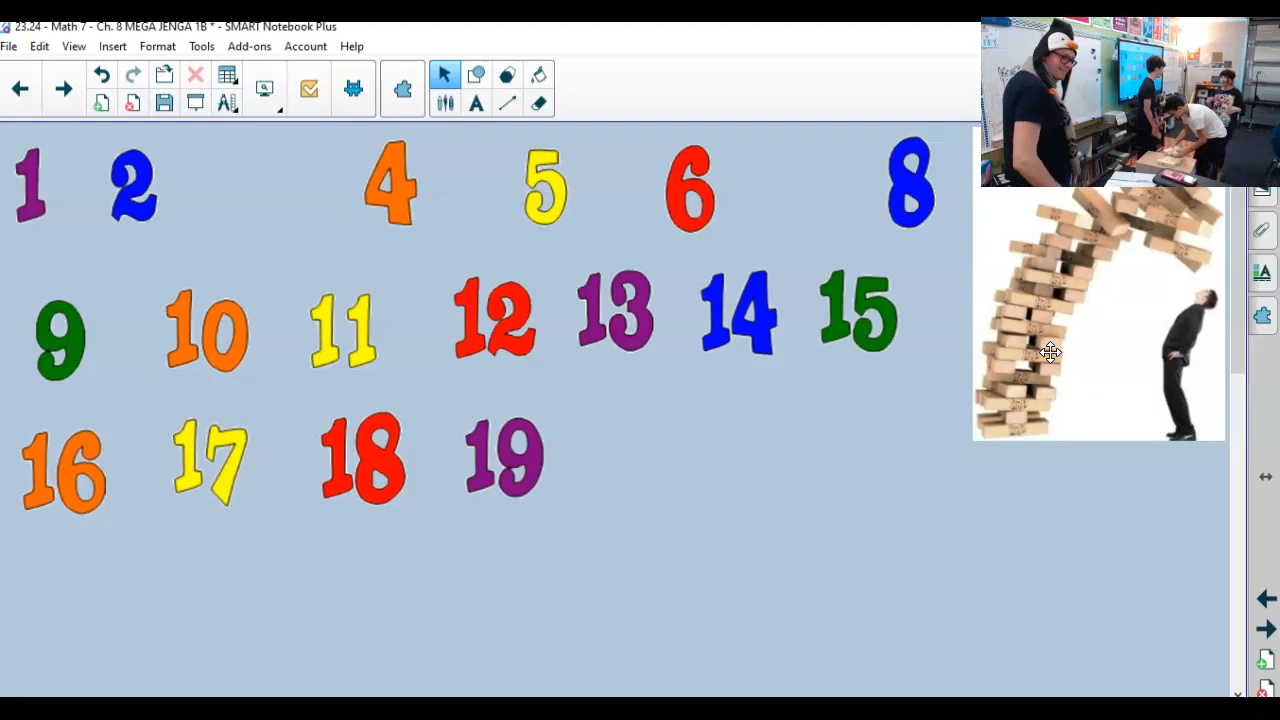 23.24 - Math 7 - Ch. 8 MEGA JENGA 1B * - SMART Notebook Plus
File Edit View Insert Format Tools Add-ons Account Help
1 2 4 5 6 8
9 10 11 12 13 14 15
16 17 18 19